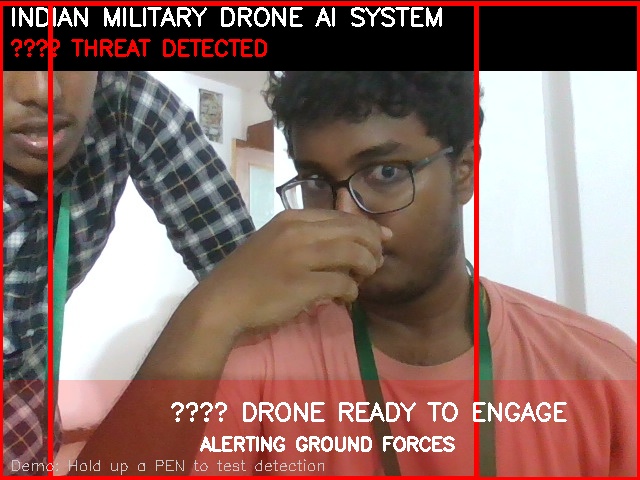 INDIAN MILITARY DRONE AI SYSTEM
???? THREAT DETECTED
???? DRONE READY TO ENGAGE
ALERTING GROUND FORCES
Demo: Hold up a PEN to test detection